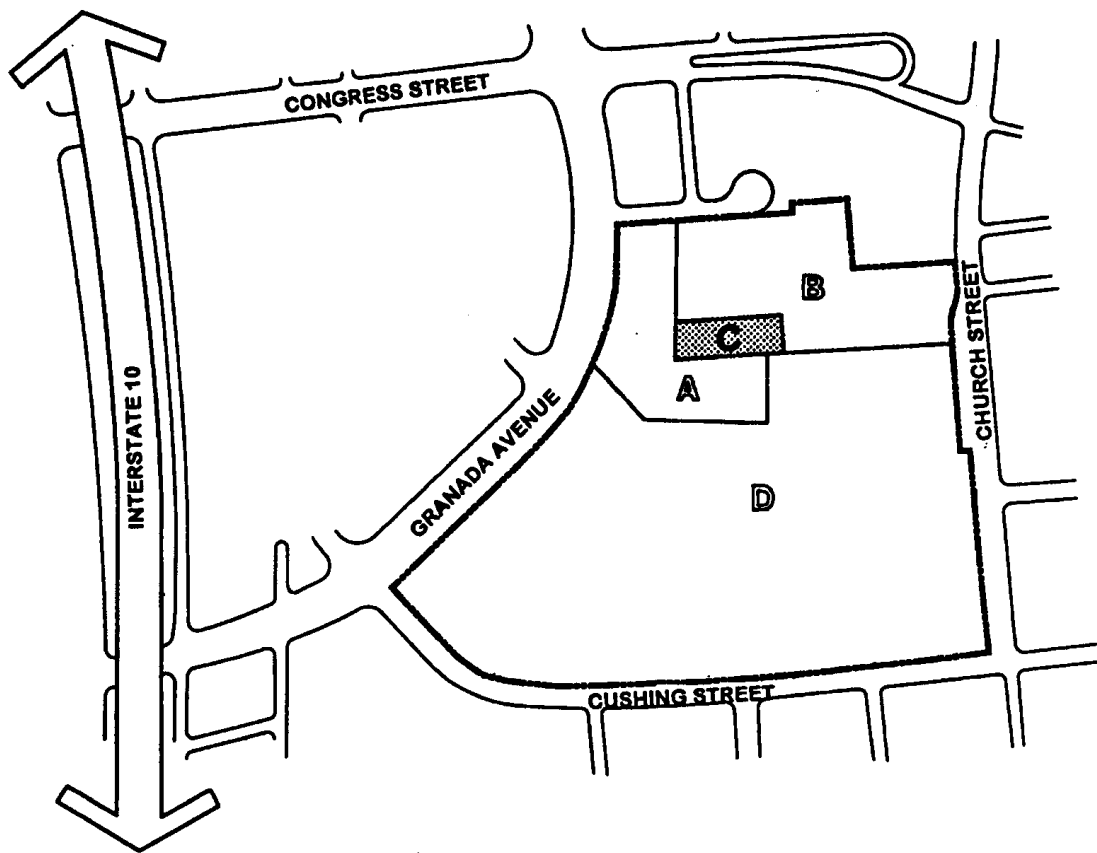 CONGRESS STREET
B
CHURCH STREET
C
INTERSTATE 10
A
GRANADA AVENUE
D
CUSHING STREET